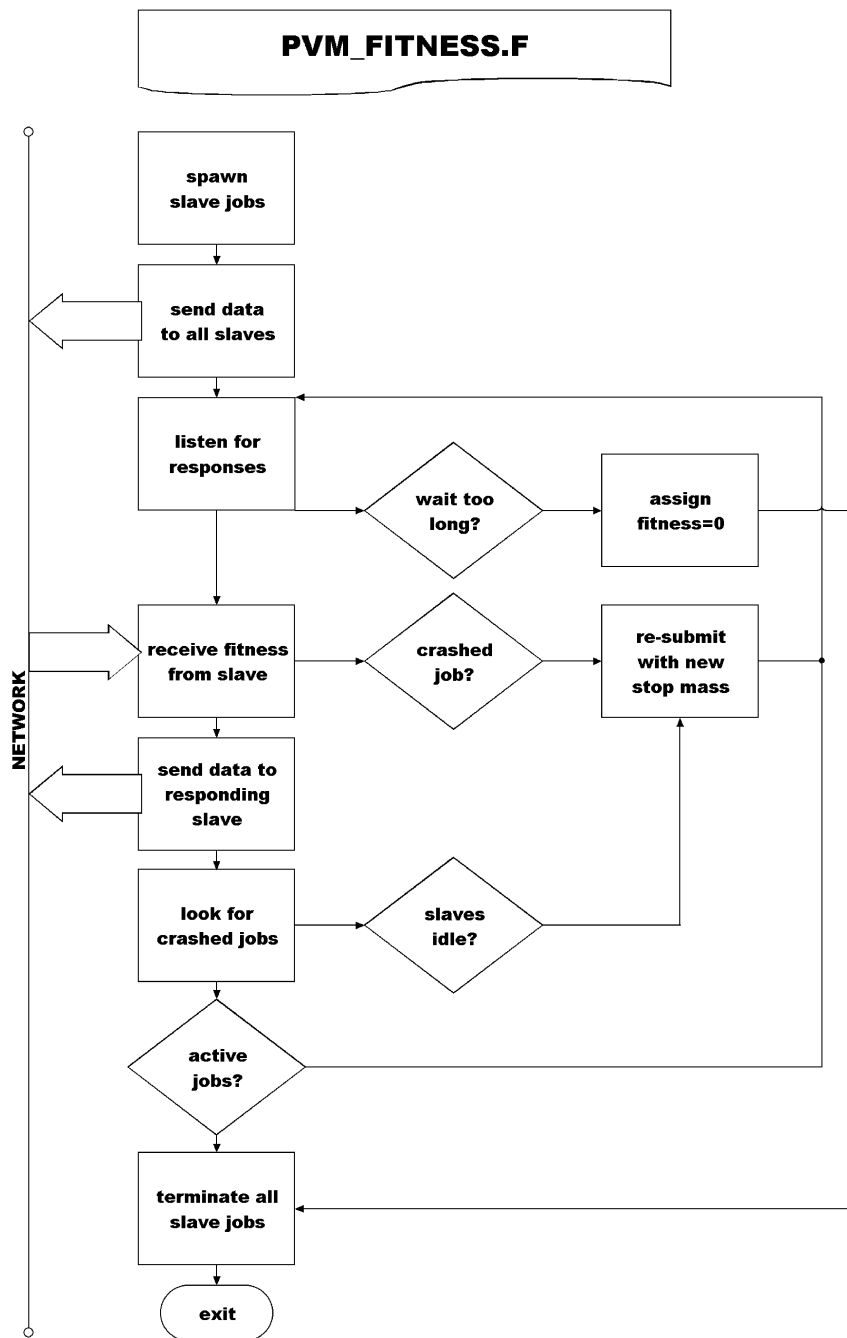 PVM_FITNESS.F
spawn
slave jobs
send data
to all slaves
listen for
responses
wait too
long?
assign
fitness=0
receive fitness
from slave
crashed
job?
re-submit
with new
stop mass
NETWORK
send data to
responding
slave
look for
crashed jobs
slaves
idle?
active
jobs?
terminate all
slave jobs
exit